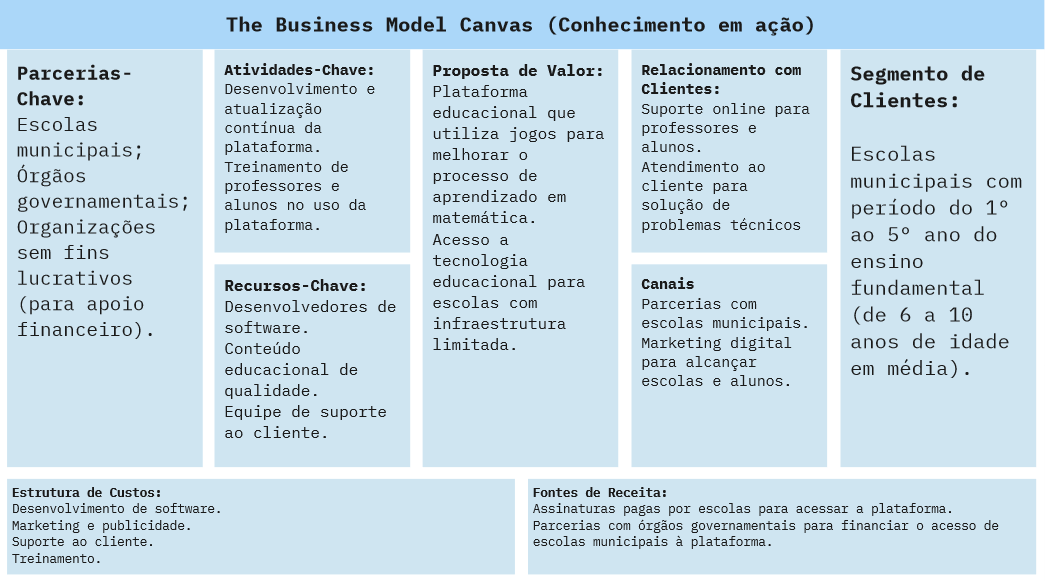 The Business Model Canvas (Conhecimento em ação)
Parcerias-
Chave:
Escolas
municipais;
Órgãos
governamentais;
Organizações
sem fins
lucrativos
(para apoio
financeiro).
Atividades-Chave:
Desenvolvimento e
atualização
contínua da
plataforma.
Treinamento de
professores e
alunos no uso da
plataforma.
Recursos-Chave:
Desenvolvedores de
software.
Conteúdo
educacional de
qualidade.
Equipe de suporte
ao cliente.
Proposta de Valor:
Plataforma
educacional que
utiliza jogos para
melhorar o
processo de
aprendizado em
matemática.
Acesso a
tecnologia
educacional para
escolas com
infraestrutura
limitada.
Relacionamento com
Clientes:
Suporte online para
professores e
alunos.
Atendimento ao
cliente para
solução de
problemas técnicos
Canais
Parcerias com
escolas municipais.
Marketing digital
para alcançar
escolas e alunos.
Segmento de
Clientes:
Escolas
municipais com
período do 1°
ao 5° ano do
ensino
fundamental
(de 6 a 10
anos de idade
em média).
Estrutura de Custos:
Desenvolvimento de software.
Marketing e publicidade.
Suporte ao cliente.
Treinamento.
Fontes de Receita:
Assinaturas pagas por escolas para acessar a plataforma.
Parcerias com órgãos governamentais para financiar o acesso de
escolas municipais à plataforma.